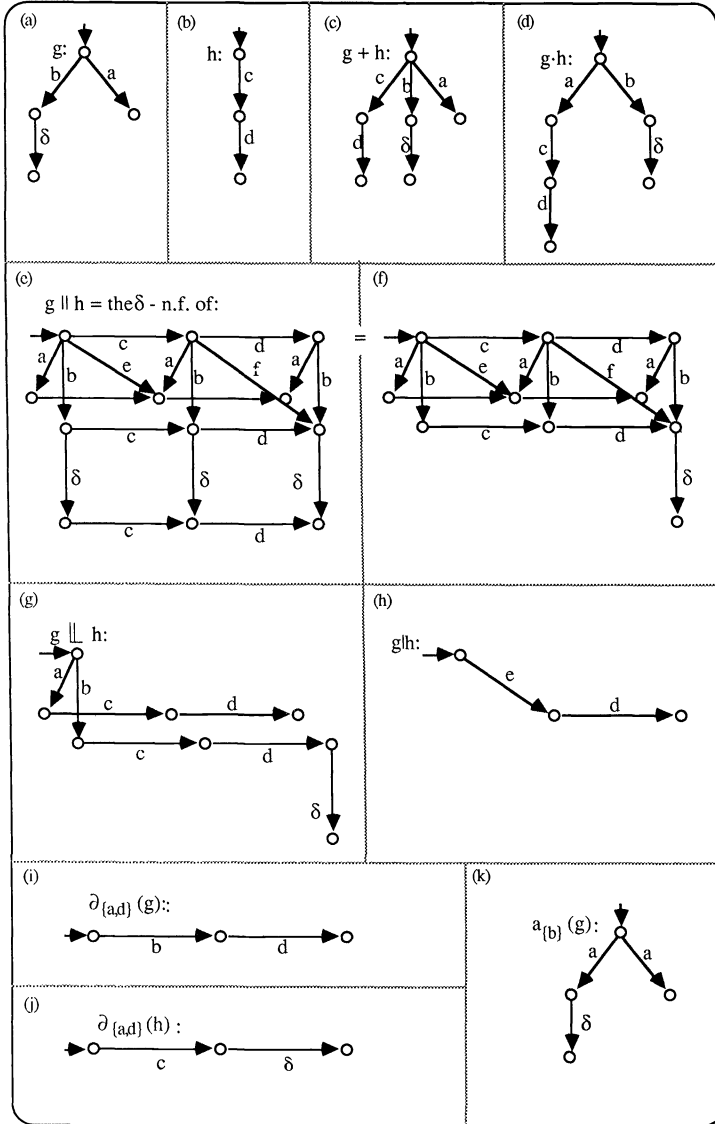 (a)
g:
b
a
δ
(b)
h:
c
d
(c)
g + h:
c
b
a
d
δ
(d)
g·h:
a
b
c
δ
d
(e)
g || h = the δ - n.f. of:
c
d
a
b
e
a
b
f
a
b
c
d
δ
δ
δ
c
d
=
(f)
c
d
a
b
e
a
b
f
a
b
c
d
δ
(g)
g ⫫ h:
a
b
c
d
c
d
δ
(h)
g|h:
e
d
(i)
∂{a,d} (g)::
b
d
(j)
∂{a,d} (h) :
c
δ
(k)
a{b} (g) :
a
a
δ